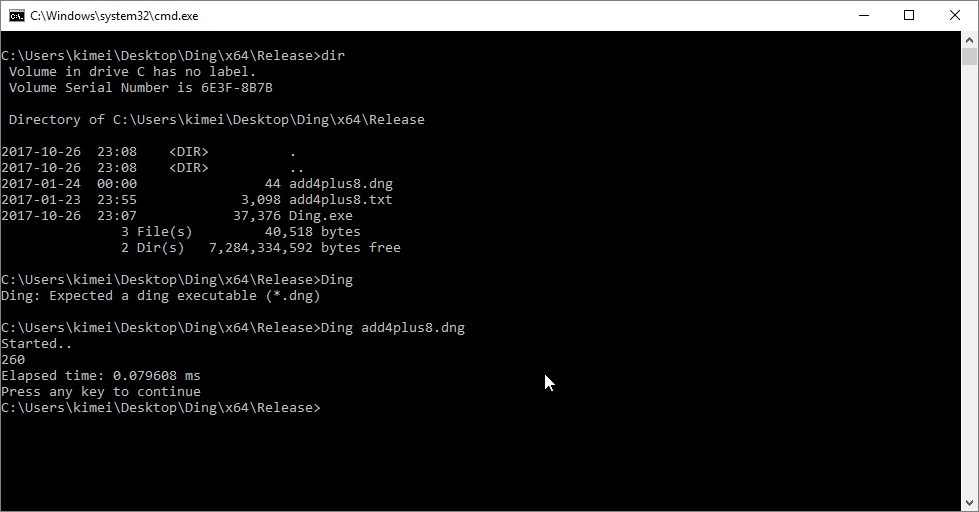 C:\Windows\system32\cmd.exe
C:\Users\kimei\Desktop\Ding\x64\Release>dir
 Volume in drive C has no label.
 Volume Serial Number is 6E3F-8B7B
 Directory of C:\Users\kimei\Desktop\Ding\x64\Release
2017-10-26  23:08    <DIR>          .
2017-10-26  23:08    <DIR>          ..
2017-01-24  00:00                44 add4plus8.dng
2017-01-23  23:55             3,098 add4plus8.txt
2017-10-26  23:07            37,376 Ding.exe
               3 File(s)         40,518 bytes
               2 Dir(s)   7,284,334,592 bytes free
C:\Users\kimei\Desktop\Ding\x64\Release>Ding
Ding: Expected a ding executable (*.dng)
C:\Users\kimei\Desktop\Ding\x64\Release>Ding add4plus8.dng
Started..
260
Elapsed time: 0.079608 ms
Press any key to continue
C:\Users\kimei\Desktop\Ding\x64\Release>